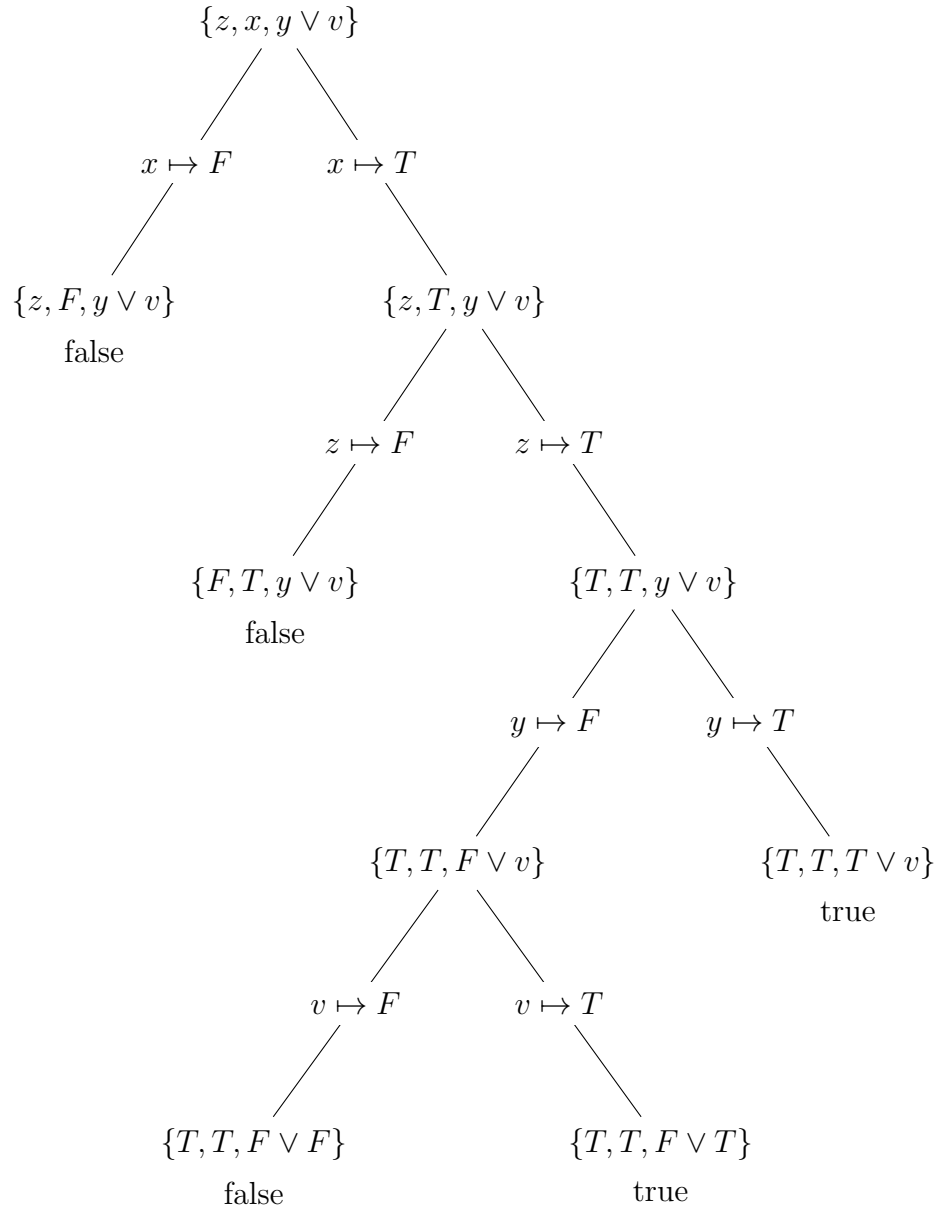 {z, x, y ∨ v}
x ↦ F
x ↦ T
{z, F, y ∨ v}
false
{z, T, y ∨ v}
z ↦ F
z ↦ T
{F, T, y ∨ v}
false
{T, T, y ∨ v}
y ↦ F
y ↦ T
{T, T, F ∨ v}
{T, T, T ∨ v}
true
v ↦ F
v ↦ T
{T, T, F ∨ F}
false
{T, T, F ∨ T}
true